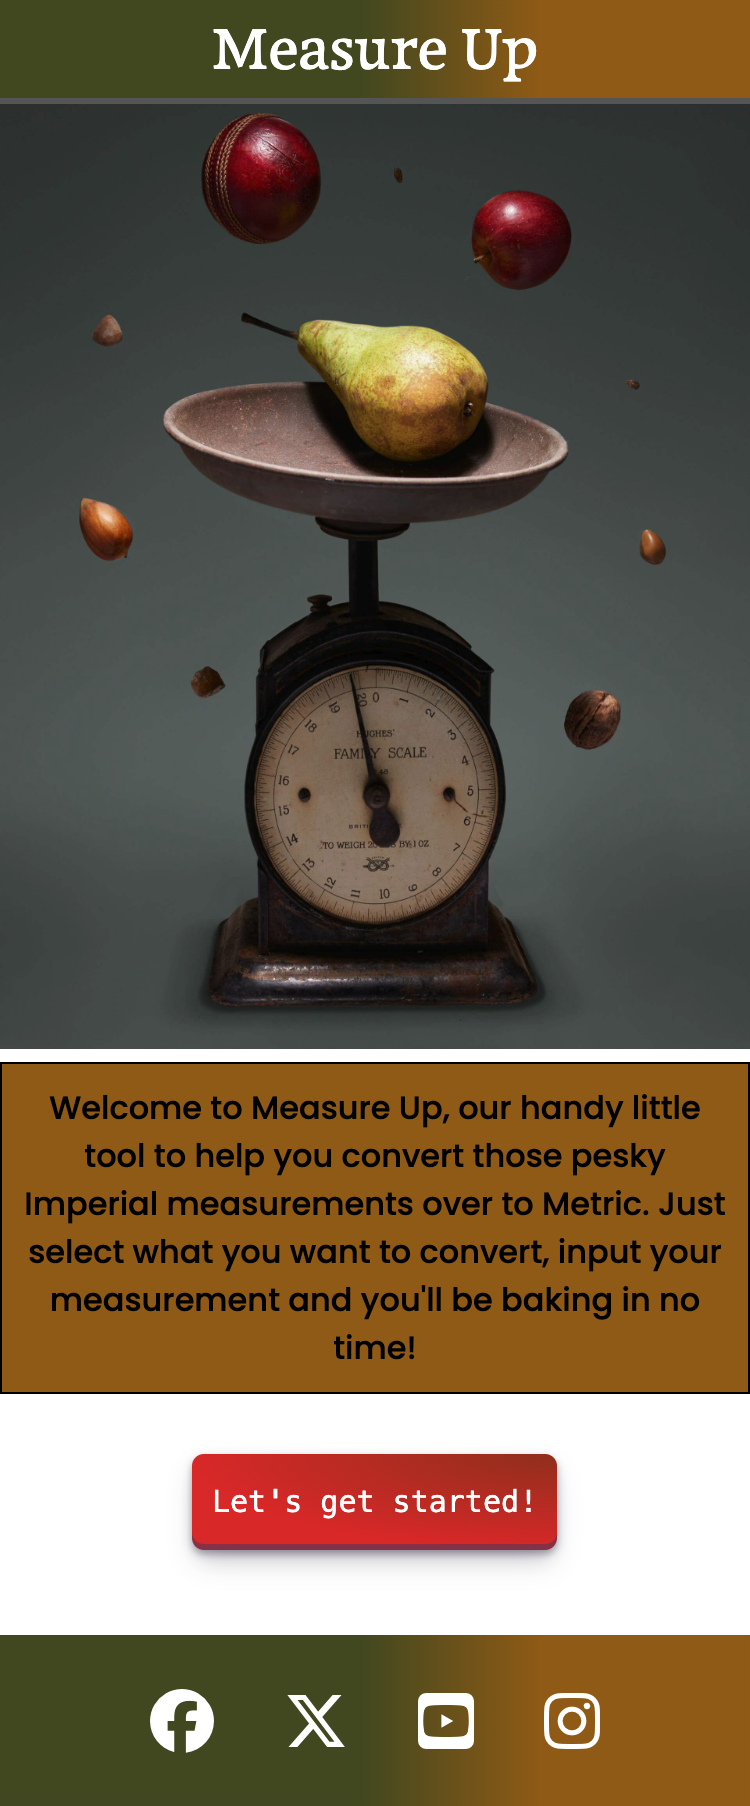 Measure Up
20 0 1 2 3 4 5 6 7 8 9 10 11 12 13 14 15 16 17 18 19
HUGHES'
FAMILY SCALE
TO WEIGH 20 BY 1 OZ
Welcome to Measure Up, our handy little
tool to help you convert those pesky
Imperial measurements over to Metric. Just
select what you want to convert, input your
measurement and you'll be baking in no
time!
Let's get started!